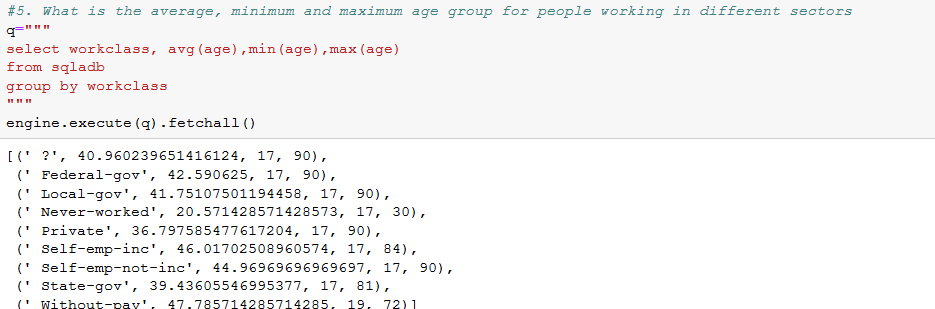 #5. What is the average, minimum and maximum age group for people working in different sectors
q="""
select workclass, avg(age),min(age),max(age)
from sqladb
group by workclass
"""
engine.execute(q).fetchall()
[(' ?', 40.960239651416124, 17, 90),
(' Federal-gov', 42.590625, 17, 90),
(' Local-gov', 41.75107501194458, 17, 90),
(' Never-worked', 20.571428571428573, 17, 30),
(' Private', 36.797585477617204, 17, 90),
(' Self-emp-inc', 46.01702508960574, 17, 84),
(' Self-emp-not-inc', 44.96969696969697, 17, 90),
(' State-gov', 39.43605546995377, 17, 81),
(' Without-pay', 47.785714285714285, 19, 72)]